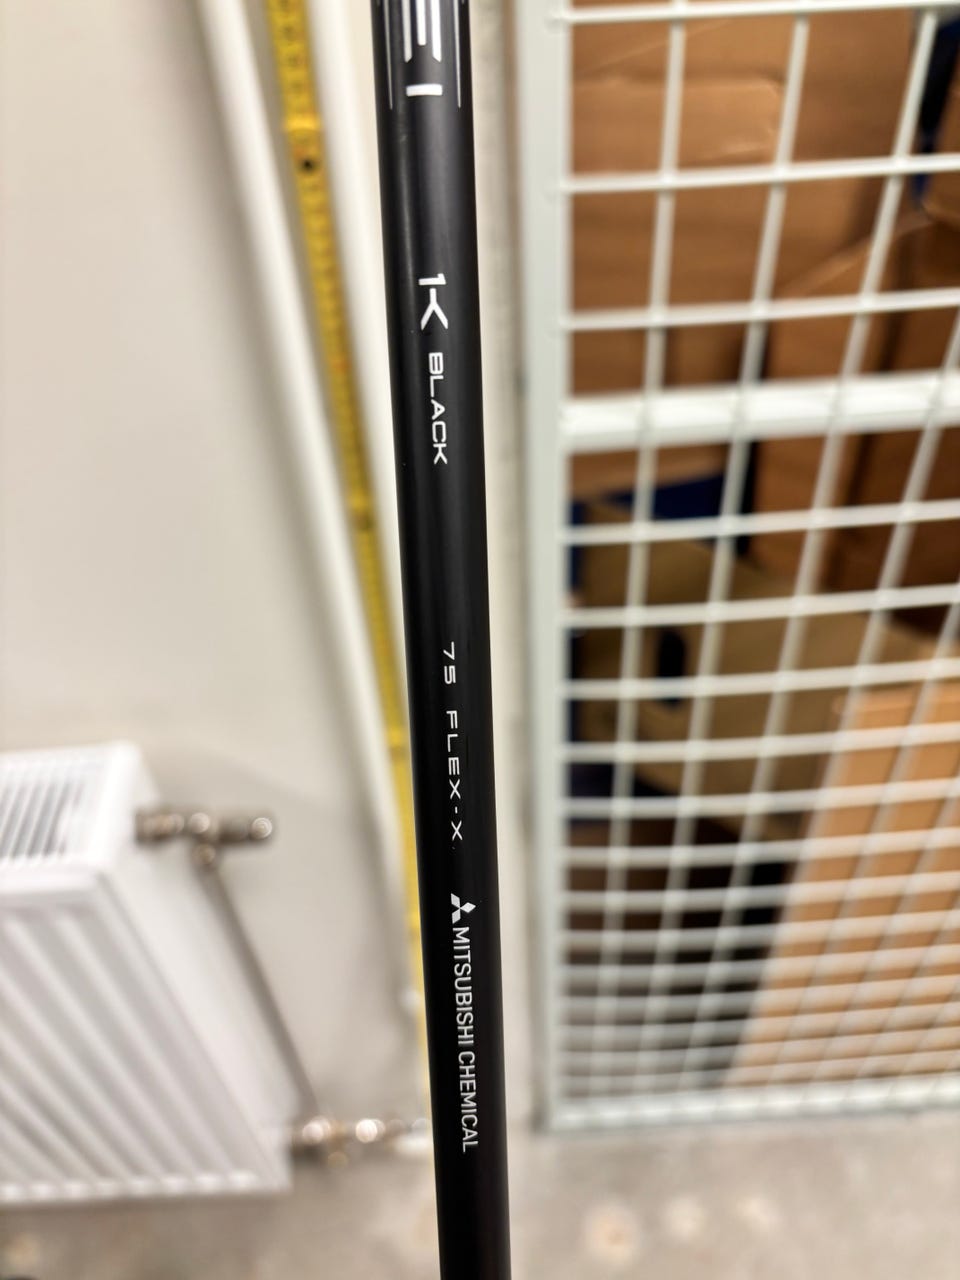 1K BLACK
75 FLEX-X
MITSUBISHI CHEMICAL